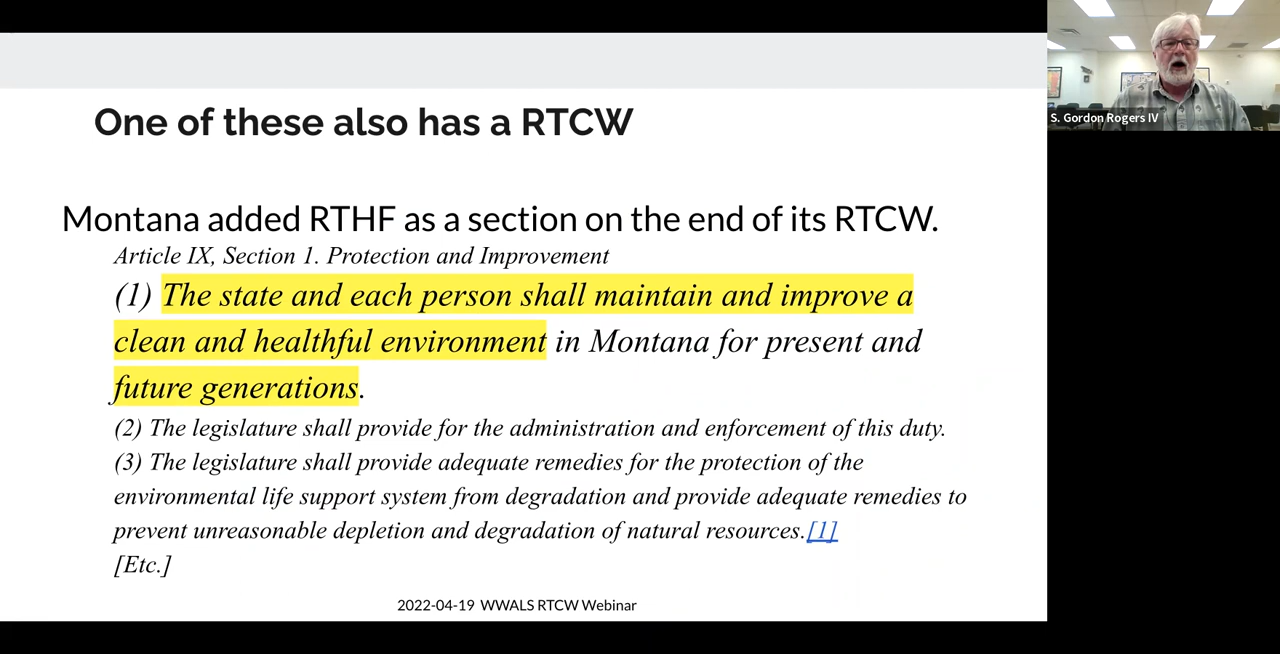 One of these also has a RTCW
S. Gordon Rogers IV
Montana added RTHF as a section on the end of its RTCW.
Article IX, Section 1. Protection and Improvement
(1) The state and each person shall maintain and improve a
clean and healthful environment in Montana for present and
future generations.
(2) The legislature shall provide for the administration and enforcement of this duty.
(3) The legislature shall provide adequate remedies for the protection of the
environmental life support system from degradation and provide adequate remedies to
prevent unreasonable depletion and degradation of natural resources.[1]
[Etc.]
2022-04-19 WWALS RTCW Webinar